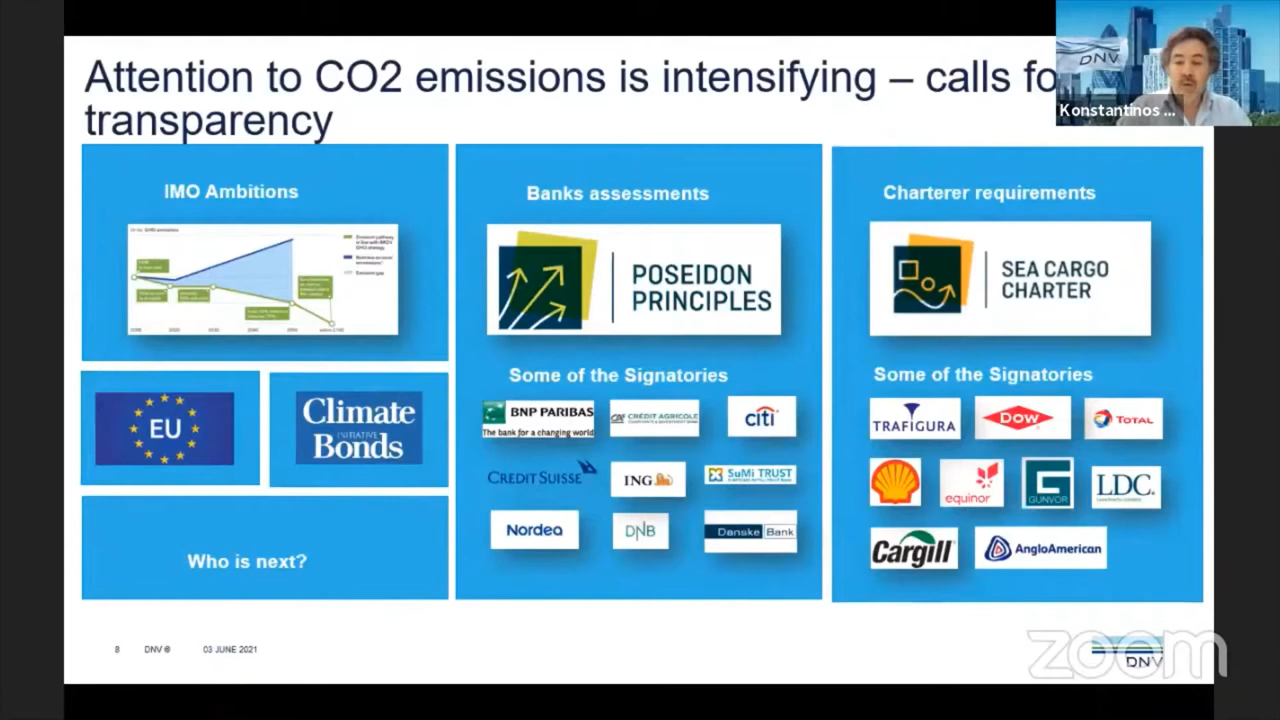 Attention to CO2 emissions is intensifying – calls fo
transparency
DNV
Konstantinos ...
IMO Ambitions
Banks assessments
Charterer requirements
POSEIDON
PRINCIPLES
SEA CARGO
CHARTER
Some of the Signatories
BNP PARIBAS
The bank for a changing world
CRÉDIT AGRICOLE
citi
CREDIT SUISSE
ING
SuMi TRUST
Nordea
DNB
Danske Bank
Some of the Signatories
TRAFIGURA
Dow
TOTAL
equinor
GUNVOR
LDC.
Cargill
AngloAmerican
EU
Climate
INITIATIVE
Bonds
Who is next?
8 DNV © 03 JUNE 2021
zoom
DNV